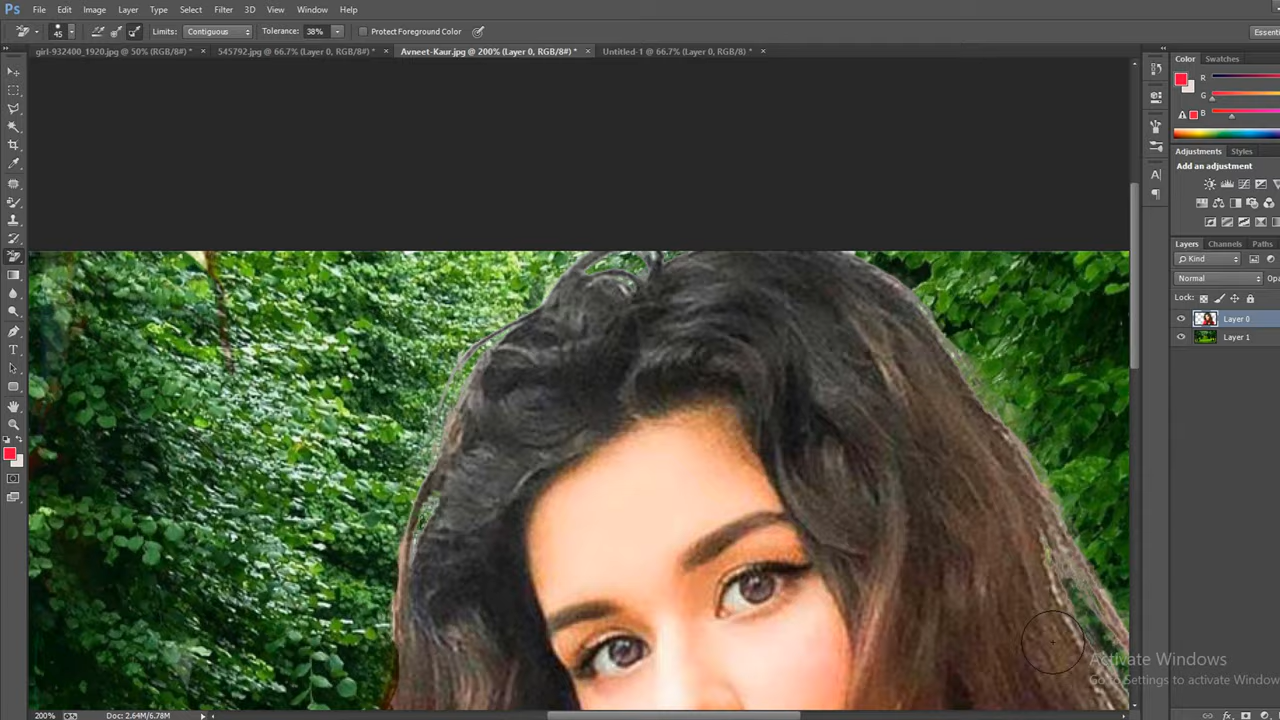 Ps File Edit Image Layer Type Select Filter 3D View Window Help
45 Limits: Contiguous Tolerance: 38% Protect Foreground Color Essenti
girl-932400_1920.jpg @ 50% (RGB/8#) * × 545792.jpg @ 66.7% (Layer 0, RGB/8#) * × Avneet-Kaur.jpg @ 200% (Layer 0, RGB/8#) * × Untitled-1 @ 66.7% (Layer 0, RGB/8) * ×
Color Swatches
R
G
B
Adjustments Styles
Add an adjustment
Layers Channels Paths
Kind
Normal Opa
Lock:
Layer 0
Layer 1
Activate Windows
Go to Settings to activate Window
200% Doc: 2.64M/6.78M